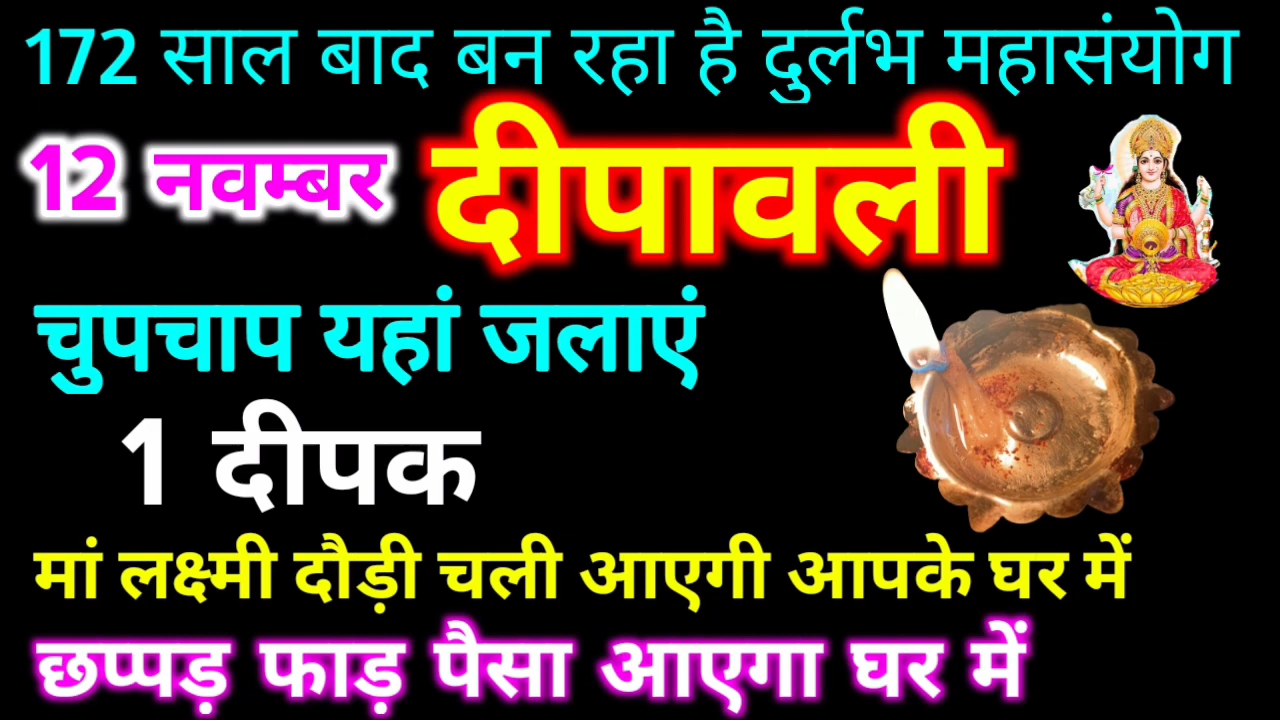 172 साल बाद बन रहा है दुर्लभ महासंयोग
12 नवम्बर दीपावली
चुपचाप यहां जलाएं
1 दीपक
मां लक्ष्मी दौड़ी चली आएगी आपके घर में
छप्पड़ फाड़ पैसा आएगा घर में